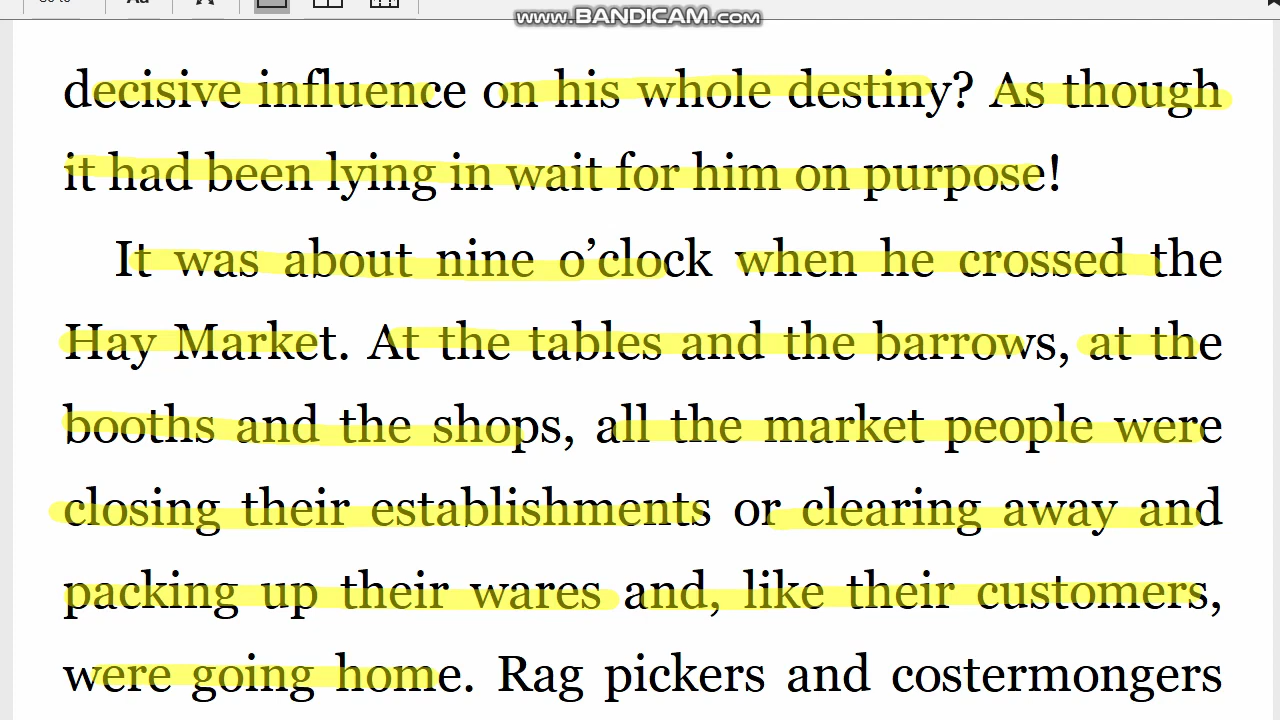 www.BANDICAM.com
decisive influence on his whole destiny? As though
it had been lying in wait for him on purpose!
It was about nine o’clock when he crossed the
Hay Market. At the tables and the barrows, at the
booths and the shops, all the market people were
closing their establishments or clearing away and
packing up their wares and, like their customers,
were going home. Rag pickers and costermongers